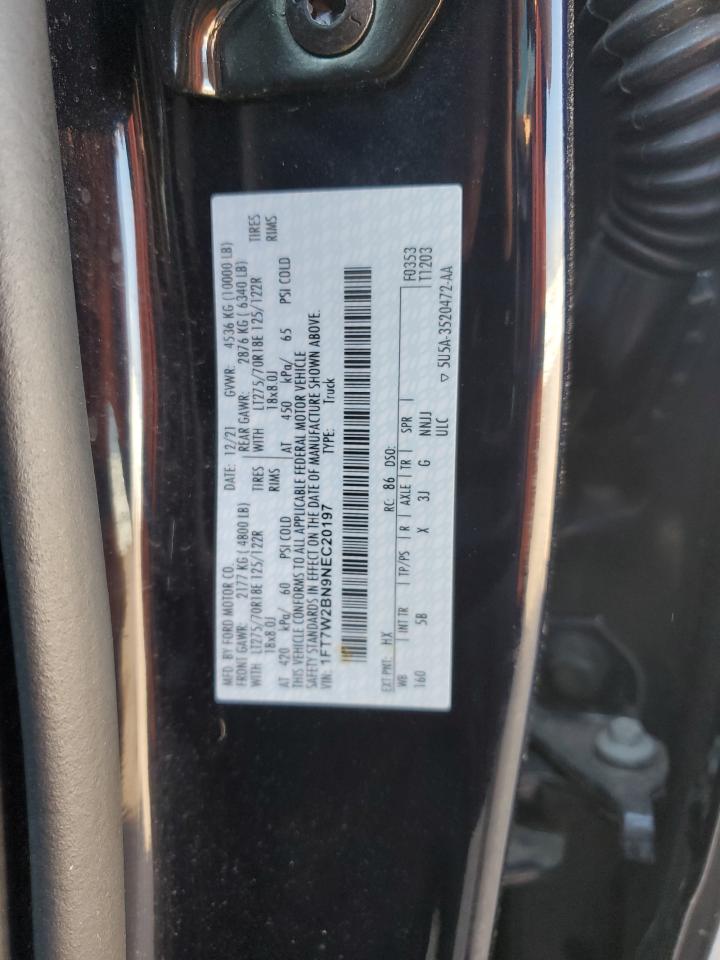 MFD. BY FORD MOTOR CO. DATE: 12/21 GVWR: 4536 KG (10000 LB)
FRONT GAWR: 2177 KG ( 4800 LB) REAR GAWR: 2876 KG ( 6340 LB)
WITH LT275/70R18E 125/122R TIRES WITH LT275/70R18E 125/122R TIRES
18x8.0J RIMS 18x8.0J RIMS
AT 420 kPa/ 60 PSI COLD AT 450 kPa/ 65 PSI COLD
THIS VEHICLE CONFORMS TO ALL APPLICABLE FEDERAL MOTOR VEHICLE
SAFETY STANDARDS IN EFFECT ON THE DATE OF MANUFACTURE SHOWN ABOVE.
VIN: 1FT7W2BN9NEC20197 TYPE: Truck
EXT PNT: HX RC: 86 DSO: F0353
WB INT TR TP/PS R AXLE TR SPR T1203
160 5B X 3J G NNJJ
ULC
▽ 5U5A-3520472-AA